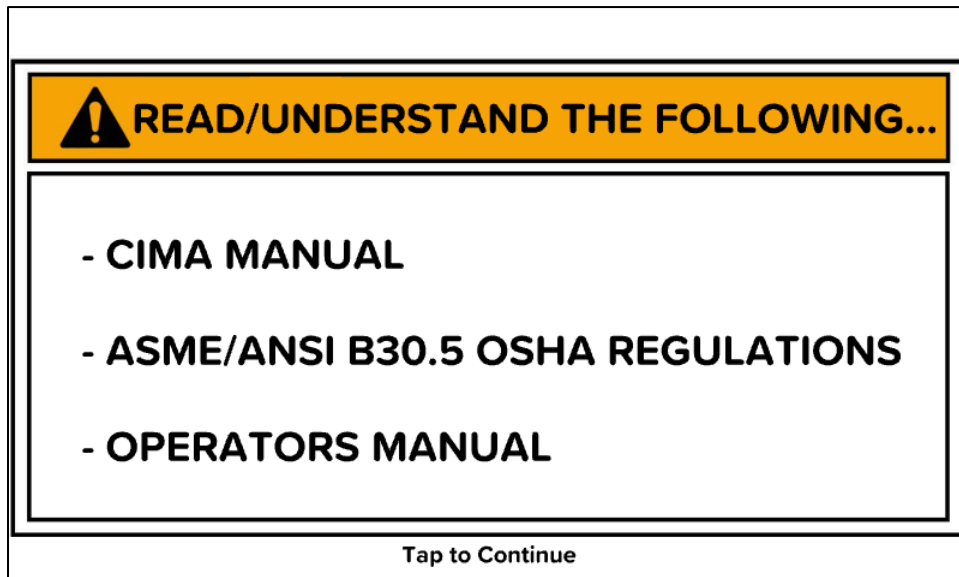 READ/UNDERSTAND THE FOLLOWING...
- CIMA MANUAL
- ASME/ANSI B30.5 OSHA REGULATIONS
- OPERATORS MANUAL
Tap to Continue